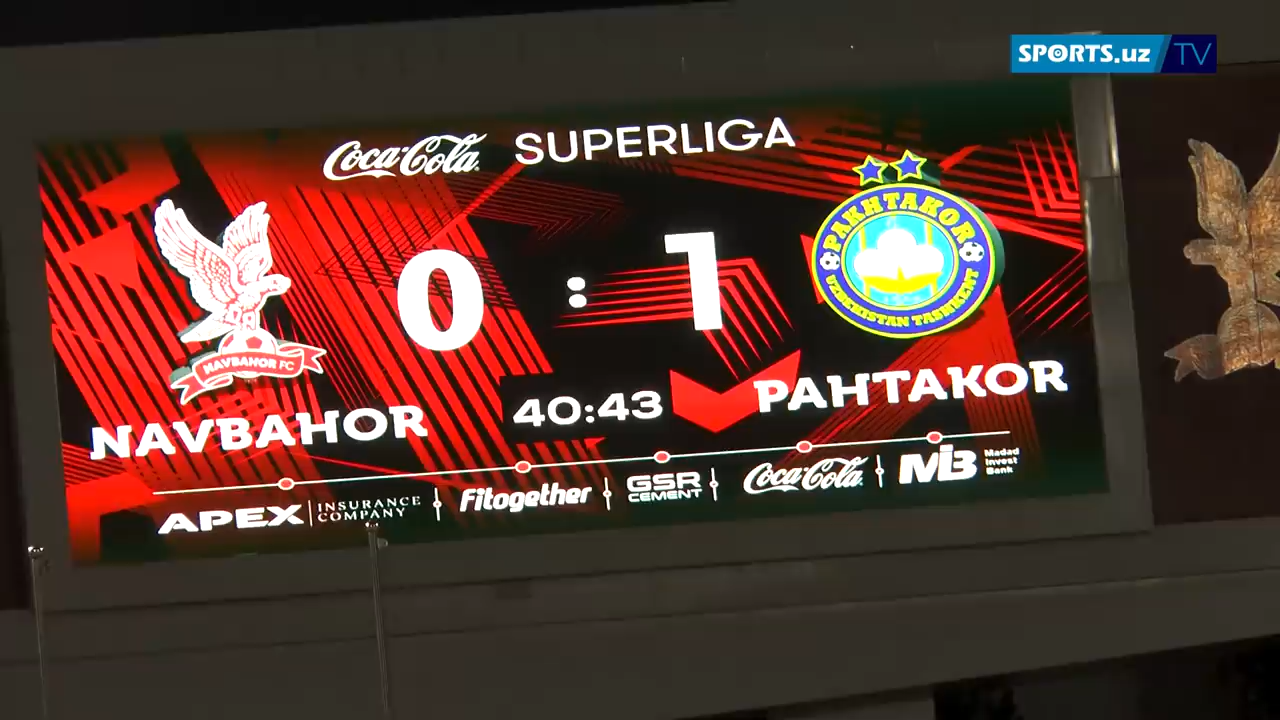 SPORTS.uz TV
Coca-Cola SUPERLIGA
PAKHTAKOR
UZBEKISTAN TASHKENT
NAVBAHOR FC
0 : 1
NAVBAHOR 40:43 PAHTAKOR
APEX INSURANCE COMPANY Fitogether GSR CEMENT Coca-Cola MIB Madad Invest Bank